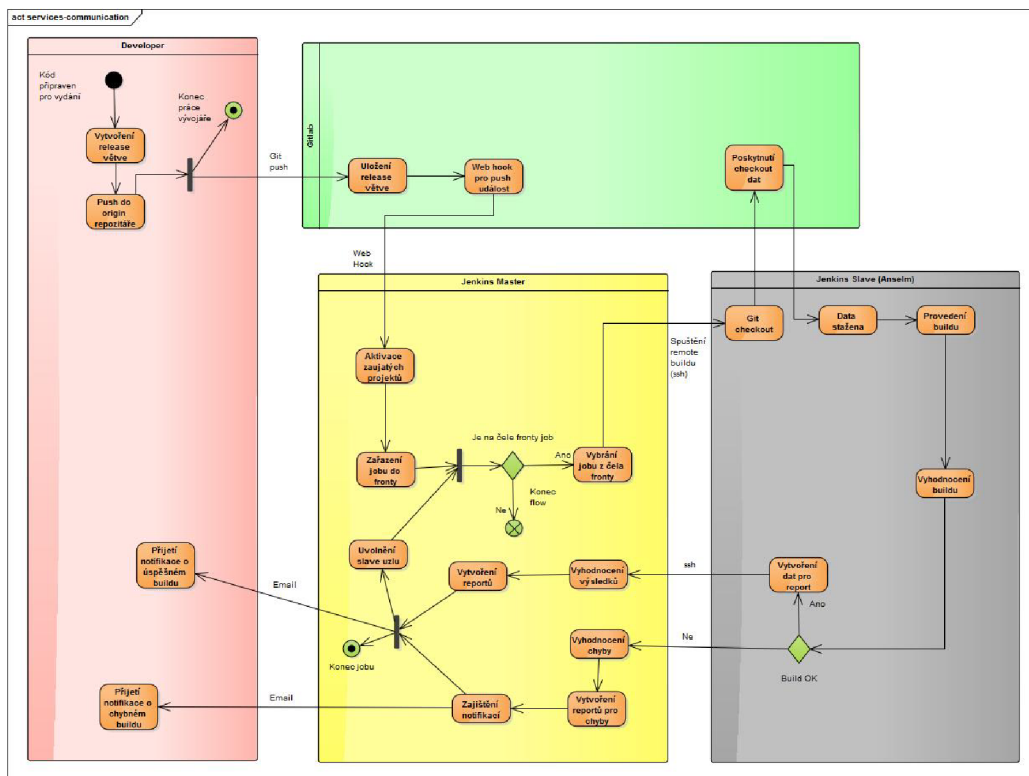 act services-communication
Developer
Kód
připraven
pro vydání
Konec
práce
vývojáře
Vytvoření
release
větve
Push do
origin
repozitáře
Git
push
Gitlab
Uložení
release
větve
Web hook
pro push
událost
Poskytnutí
checkout
dat
Web
Hook
Jenkins Master
Aktivace
zaujatých
projektů
Zařazení
jobu do
fronty
Je na čele fronty job
Ano
Vybrání
jobu z čela
fronty
Konec
flow
Ne
Spuštění
remote
buildu
(ssh)
Jenkins Slave (Anselm)
Git
checkout
Data
stažena
Provedení
buildu
Vyhodnocení
buildu
Vytvoření
dat pro
report
Ano
Build OK
ssh
Ne
Vyhodnocení
výsledků
Vytvoření
reportů
Uvolnění
slave uzlu
Vyhodnocení
chyby
Vytvoření
reportů pro
chyby
Zajištění
notifikací
Konec jobu
Email
Přijetí
notifikace o
úspěšném
buildu
Email
Přijetí
notifikace o
chybném
buildu